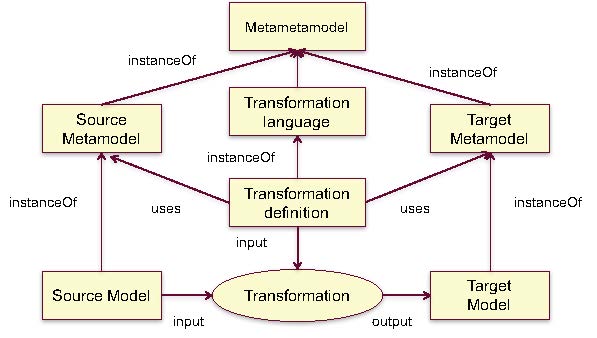 Metametamodel
instanceOf
instanceOf
Source
Metamodel
Transformation
language
Target
Metamodel
instanceOf
instanceOf
uses
Transformation
definition
uses
instanceOf
input
Source Model
Transformation
Target
Model
input
output